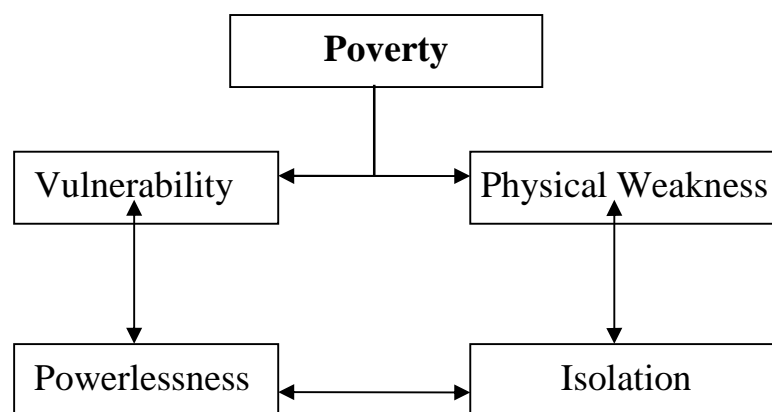 Poverty
Vulnerability
Physical Weakness
Powerlessness
Isolation